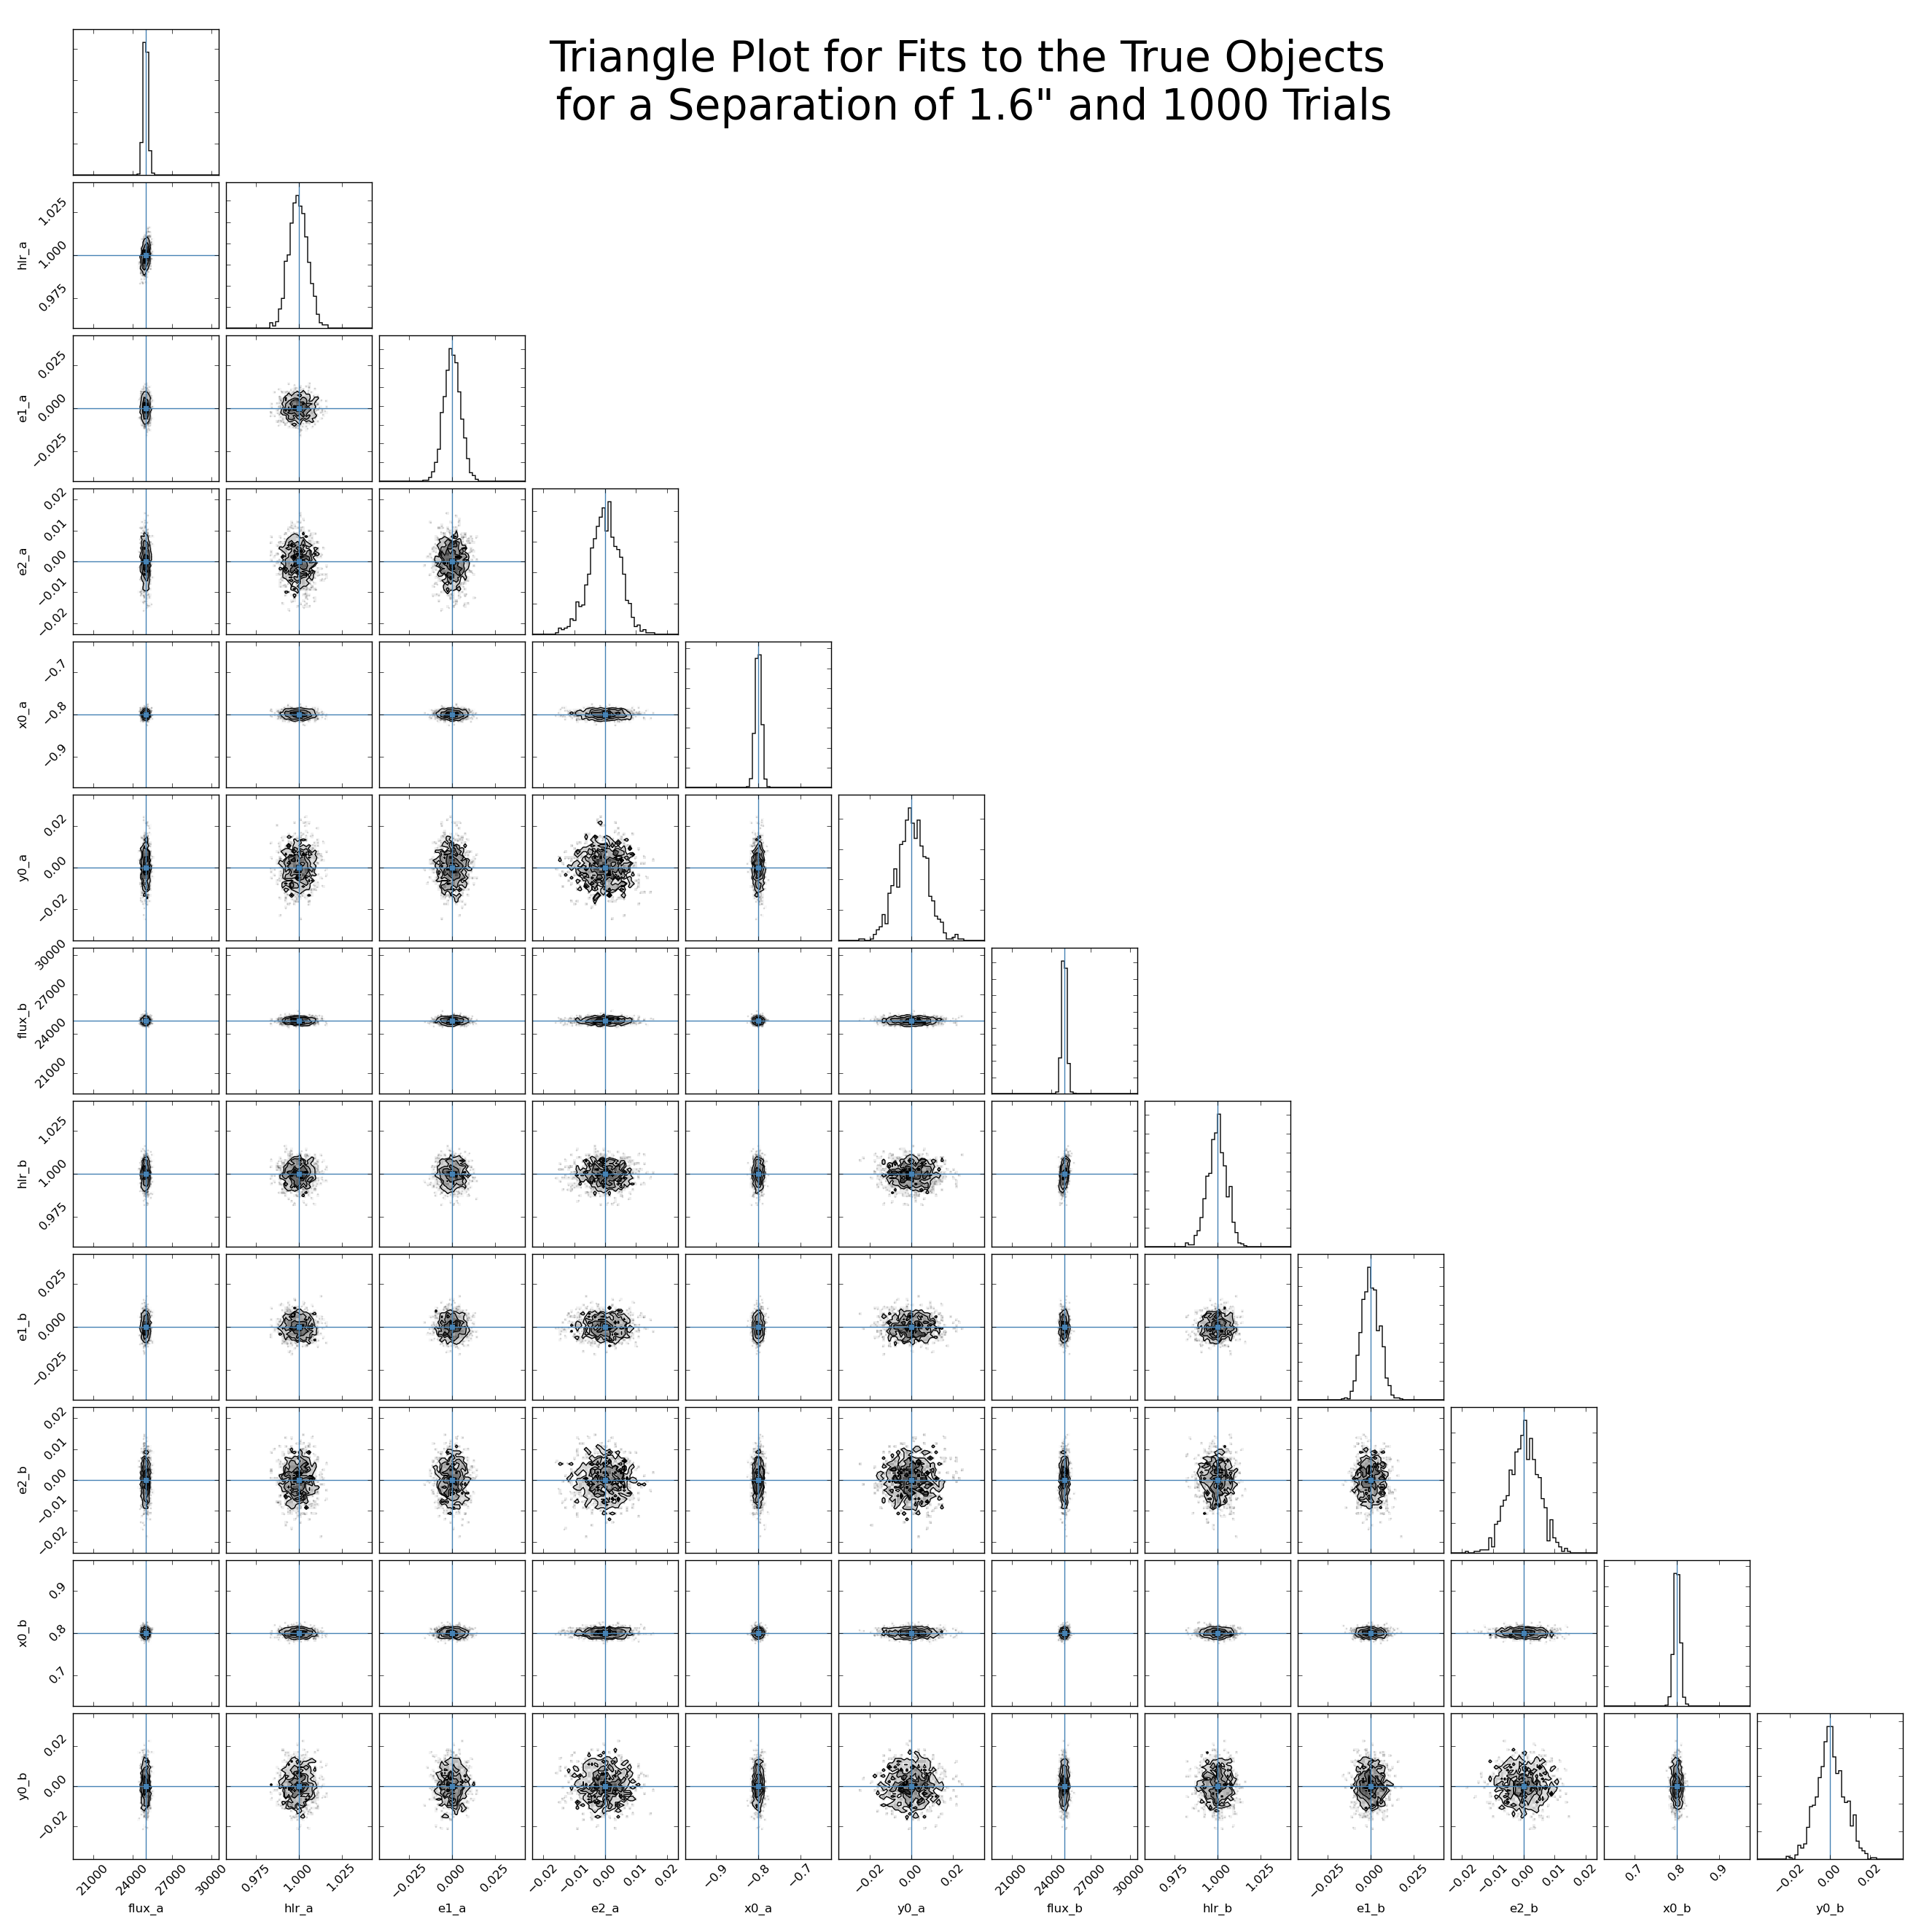 Triangle Plot for Fits to the True Objects
for a Separation of 1.6" and 1000 Trials
hlr_a
1.025
1.000
0.975
e1_a
0.025
0.000
−0.025
e2_a
0.02
0.01
0.00
−0.01
−0.02
x0_a
−0.7
−0.8
−0.9
y0_a
0.02
0.00
−0.02
flux_b
30000
27000
24000
21000
hlr_b
1.025
1.000
0.975
e1_b
0.025
0.000
−0.025
e2_b
0.02
0.01
0.00
−0.01
−0.02
x0_b
0.9
0.8
0.7
y0_b
0.02
0.00
−0.02
21000 24000 27000 30000 0.975 1.000 1.025 −0.025 0.000 0.025 −0.02 −0.01 0.00 0.01 0.02 −0.9 −0.8 −0.7 −0.02 0.00 0.02 21000 24000 27000 30000 0.975 1.000 1.025 −0.025 0.000 0.025 −0.02 −0.01 0.00 0.01 0.02 0.7 0.8 0.9 −0.02 0.00 0.02
flux_a hlr_a e1_a e2_a x0_a y0_a flux_b hlr_b e1_b e2_b x0_b y0_b